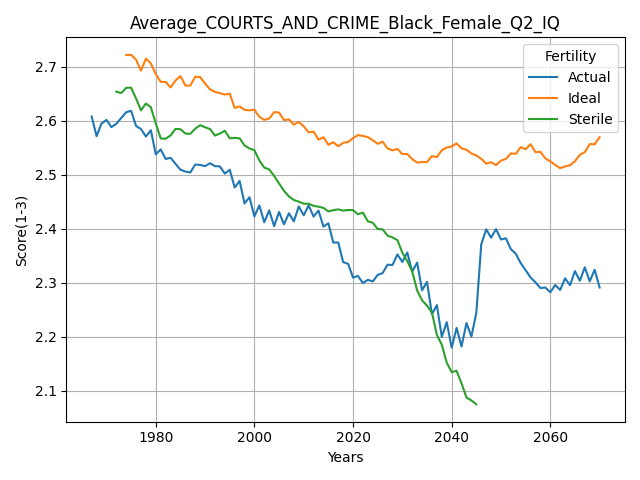 Average_COURTS_AND_CRIME_Black_Female_Q2_IQ
Fertility
Actual
Ideal
Sterile
Score(1-3)
2.7
2.6
2.5
2.4
2.3
2.2
2.1
1980 2000 2020 2040 2060
Years